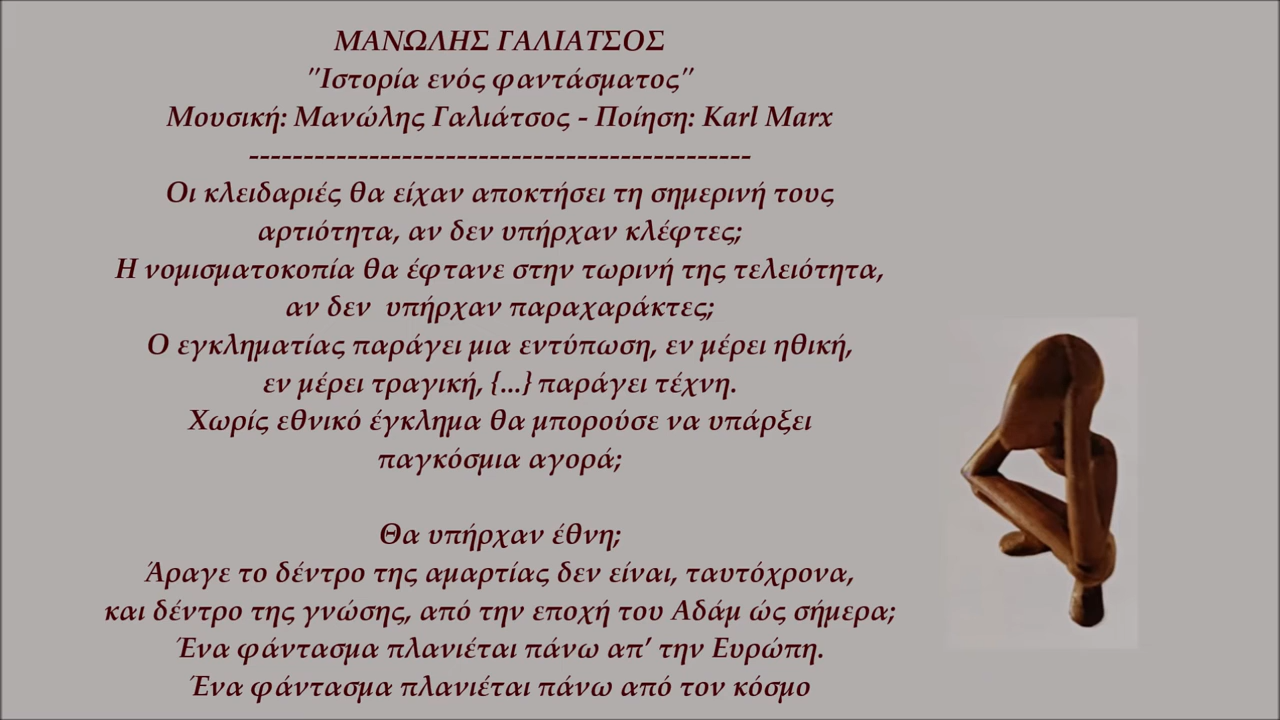 ΜΑΝΩΛΗΣ ΓΑΛΙΑΤΣΟΣ
"Ιστορία ενός φαντάσματος"
Μουσική: Μανώλης Γαλιάτσος - Ποίηση: Karl Marx
----------------------------------------------
Οι κλειδαριές θα είχαν αποκτήσει τη σημερινή τους
αρτιότητα, αν δεν υπήρχαν κλέφτες;
Η νομισματοκοπία θα έφτανε στην τωρινή της τελειότητα,
αν δεν  υπήρχαν παραχαράκτες;
Ο εγκληματίας παράγει μια εντύπωση, εν μέρει ηθική,
εν μέρει τραγική, {...} παράγει τέχνη.
Χωρίς εθνικό έγκλημα θα μπορούσε να υπάρξει
παγκόσμια αγορά;
Θα υπήρχαν έθνη;
Άραγε το δέντρο της αμαρτίας δεν είναι, ταυτόχρονα,
και δέντρο της γνώσης, από την εποχή του Αδάμ ώς σήμερα;
Ένα φάντασμα πλανιέται πάνω απ' την Ευρώπη.
Ένα φάντασμα πλανιέται πάνω από τον κόσμο